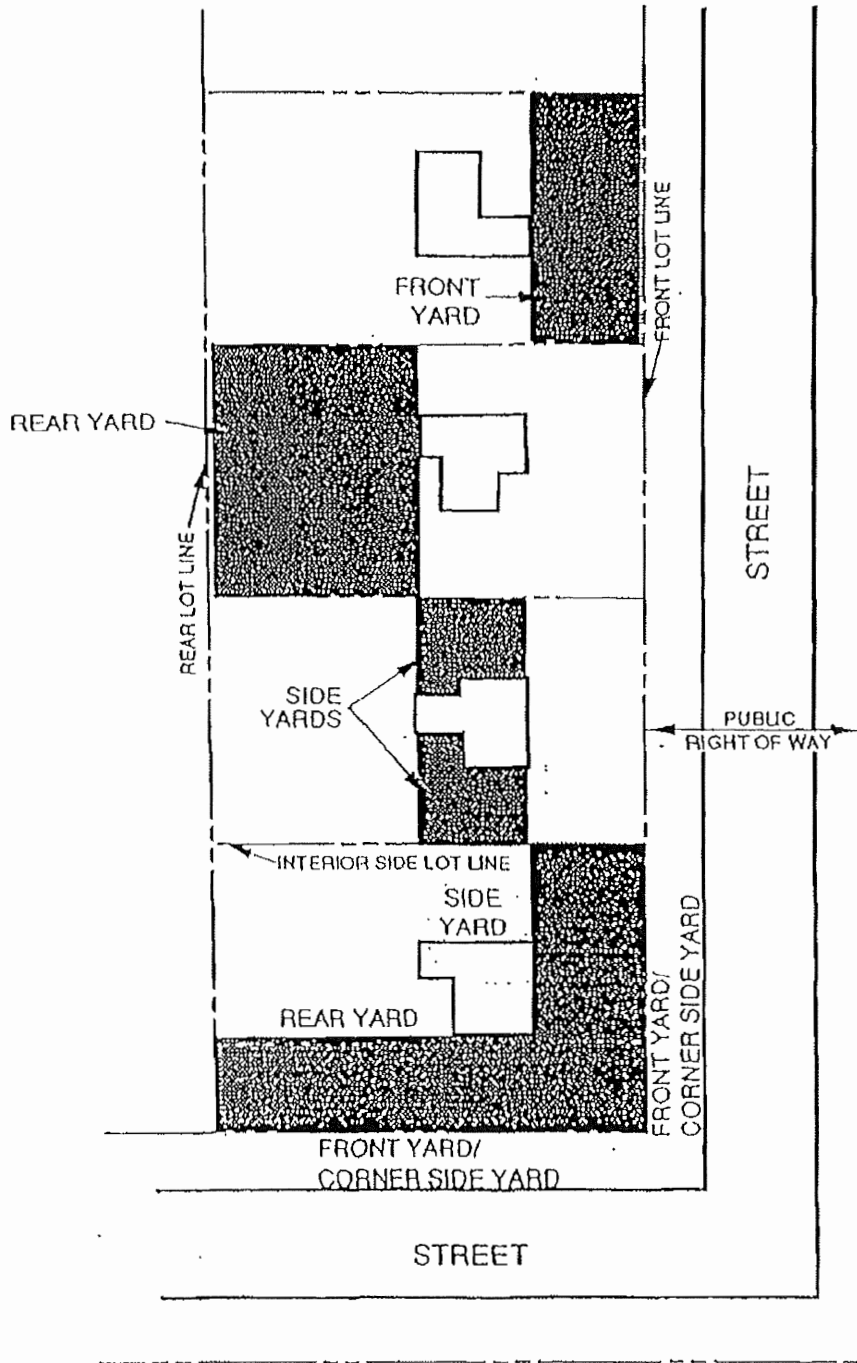 FRONT
YARD
FRONT LOT LINE
REAR YARD
REAR LOT LINE
STREET
SIDE
YARDS
PUBLIC
RIGHT OF WAY
INTERIOR SIDE LOT LINE
SIDE
YARD
REAR YARD
FRONT YARD/
CORNER SIDE YARD
FRONT YARD/
CORNER SIDE YARD
STREET